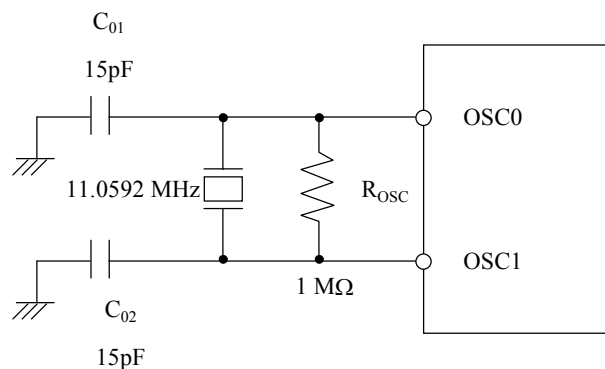 C01
15pF
OSC0
11.0592 MHz
ROSC
OSC1
1 MΩ
C02
15pF